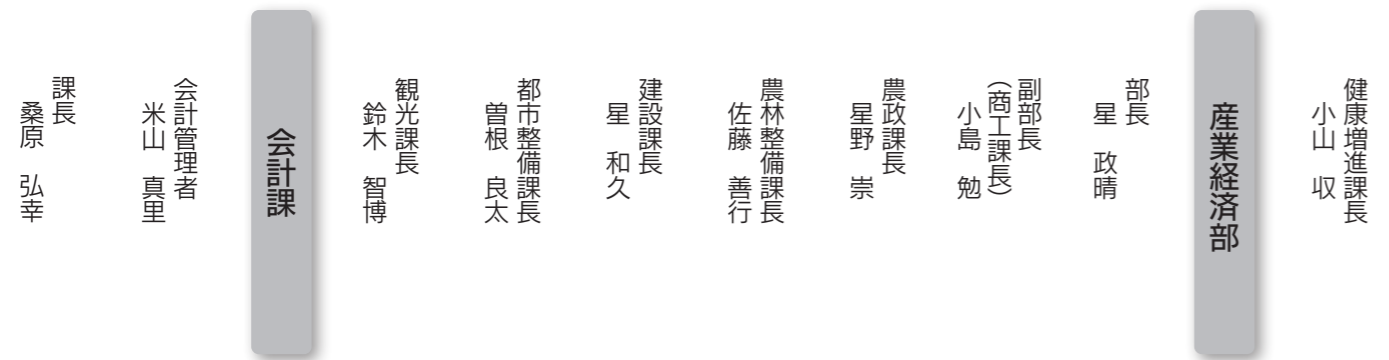 健康増進課長
小山　収
産業経済部
部長
星　政晴
副部長
（商工課長）
小島　勉
農政課長
星野　崇
農林整備課長
佐藤　善行
建設課長
星　和久
都市整備課長
曽根　良太
観光課長
鈴木　智博
会計課
会計管理者
米山　真里
課長
桑原　弘幸